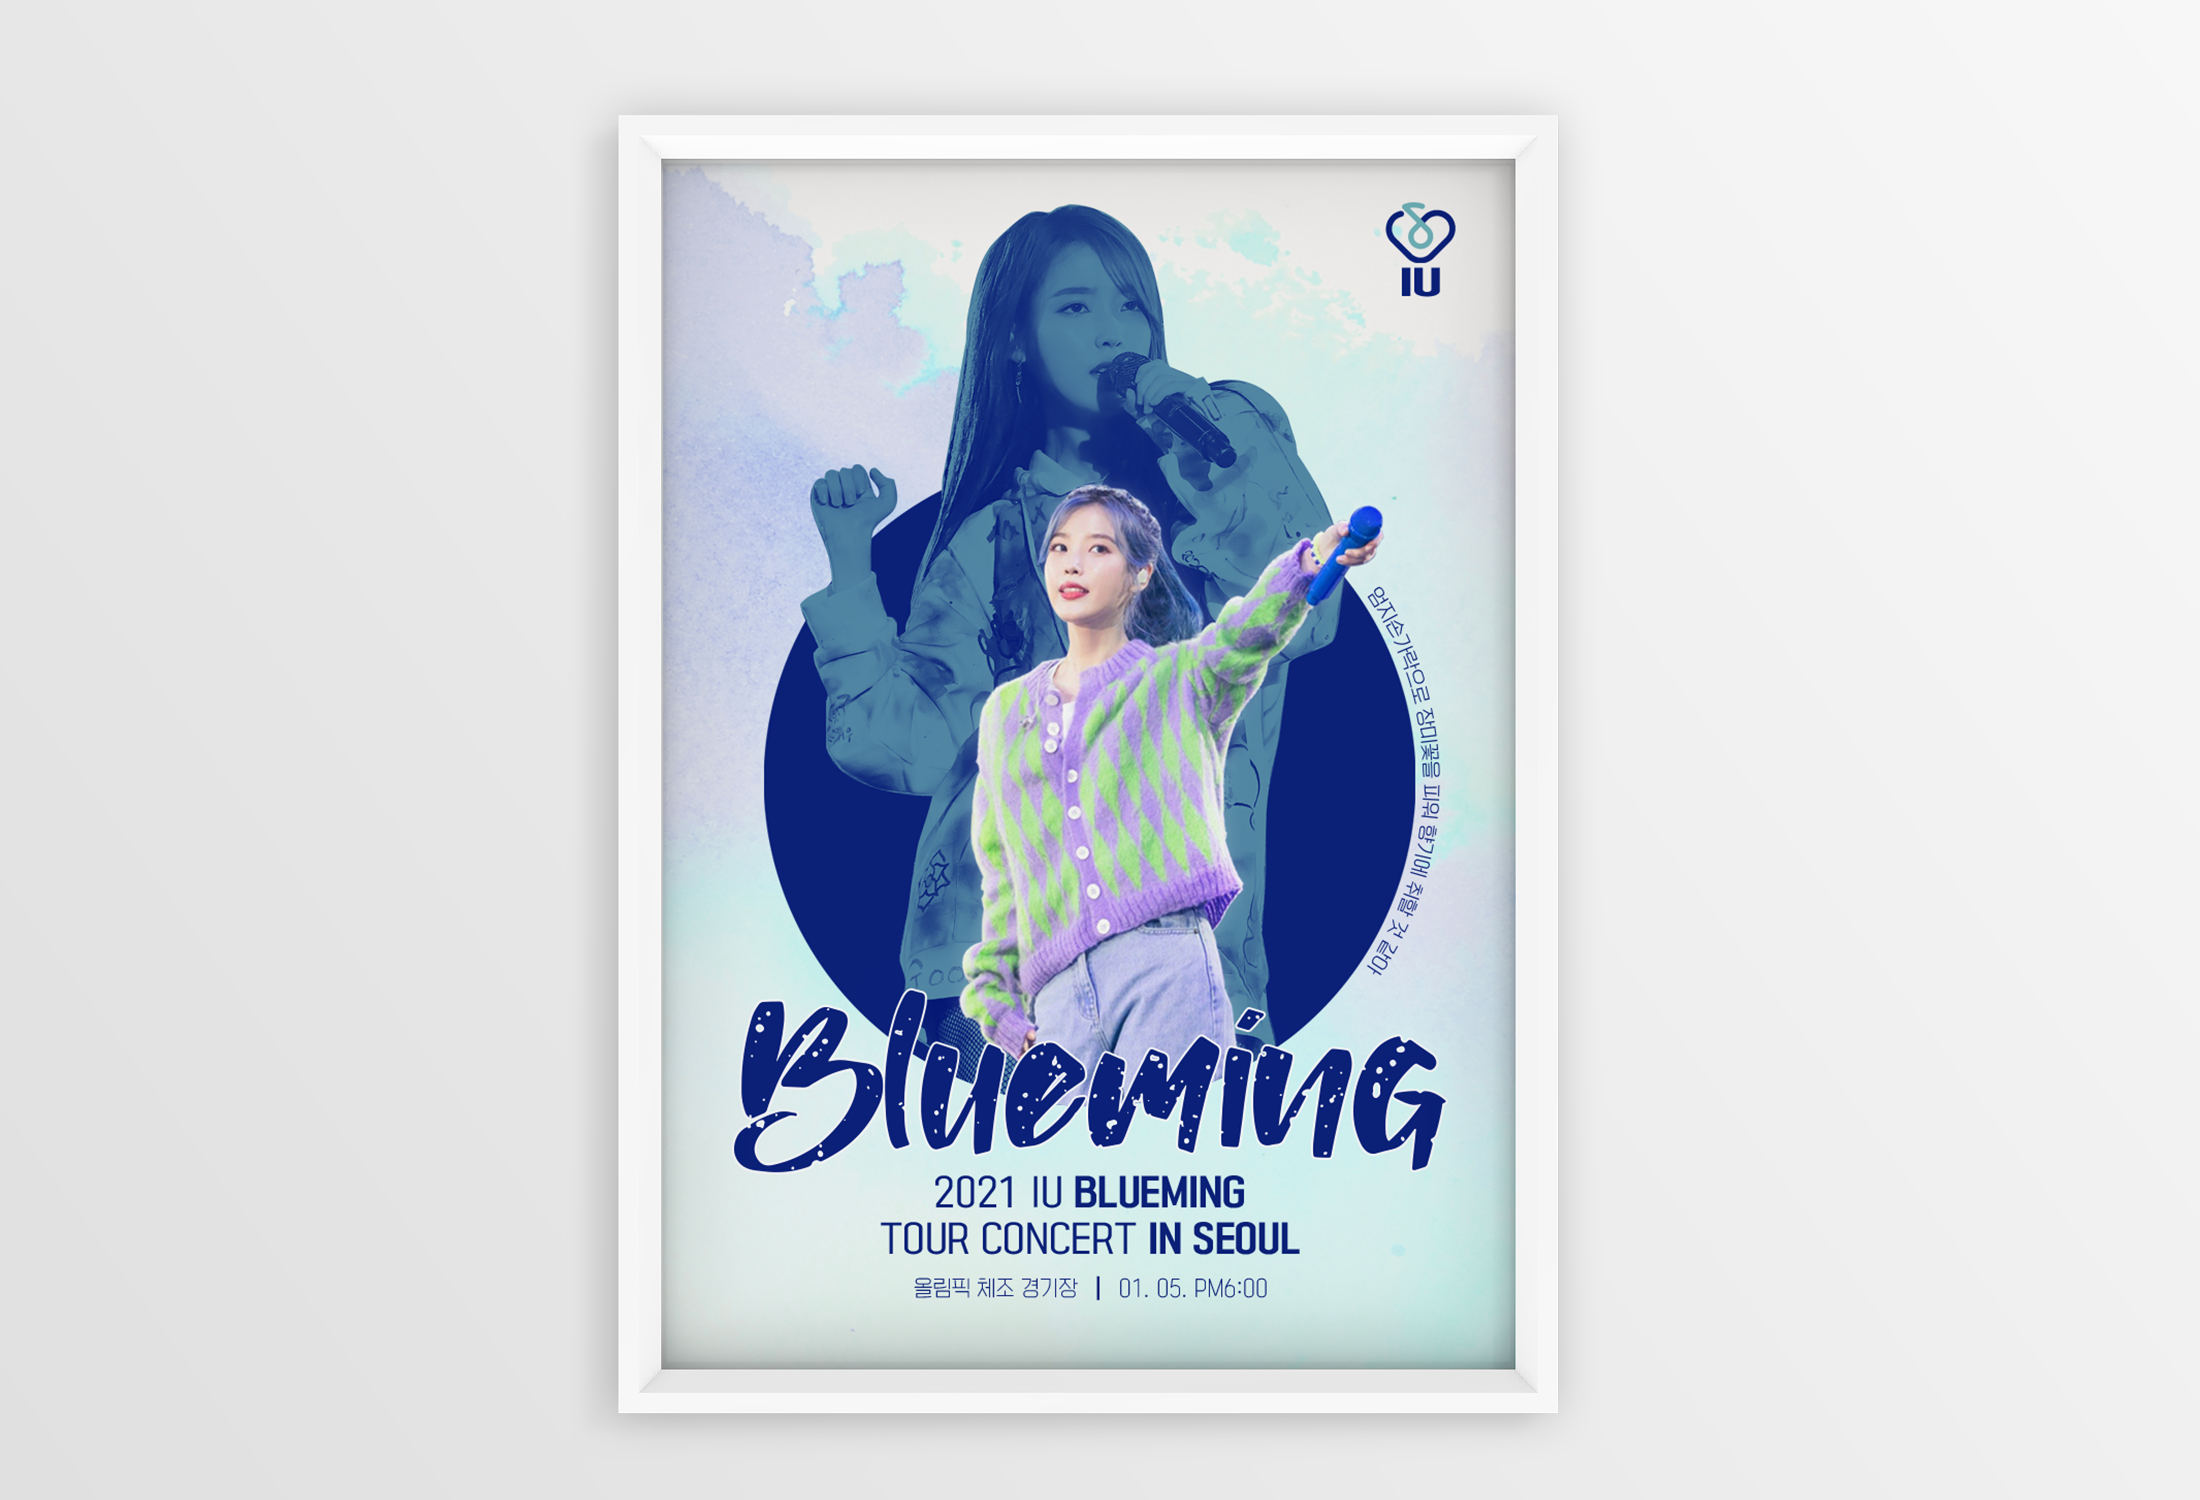 IU
엄지손가락으로 장미꽃을 피워 향기에 취할 것 같아
Blueming
2021 IU BLUEMING
TOUR CONCERT IN SEOUL
올림픽 체조 경기장 | 01. 05. PM6:00